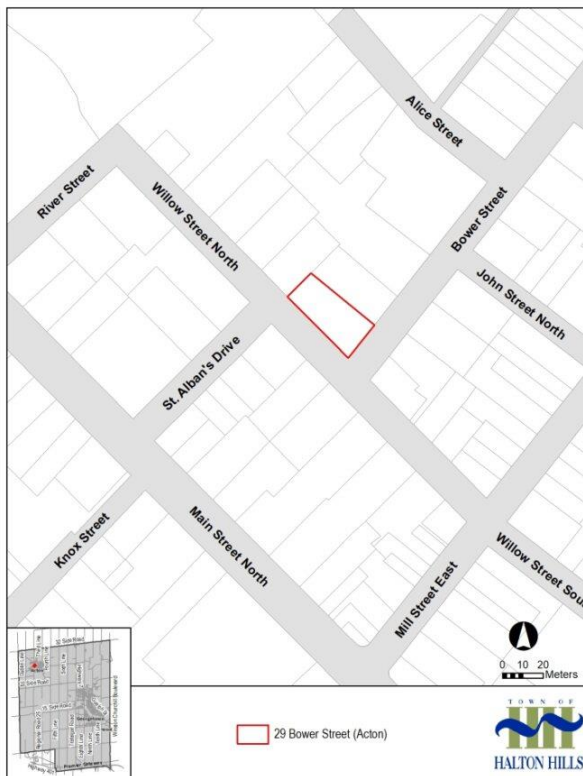 Alice Street
River Street
Willow Street North
Bower Street
John Street North
St. Alban's Drive
Knox Street
Main Street North
Mill Street East
Willow Street Sou
0 10 20
Meters
29 Bower Street (Acton)
TOWN OF
HALTON HILLS